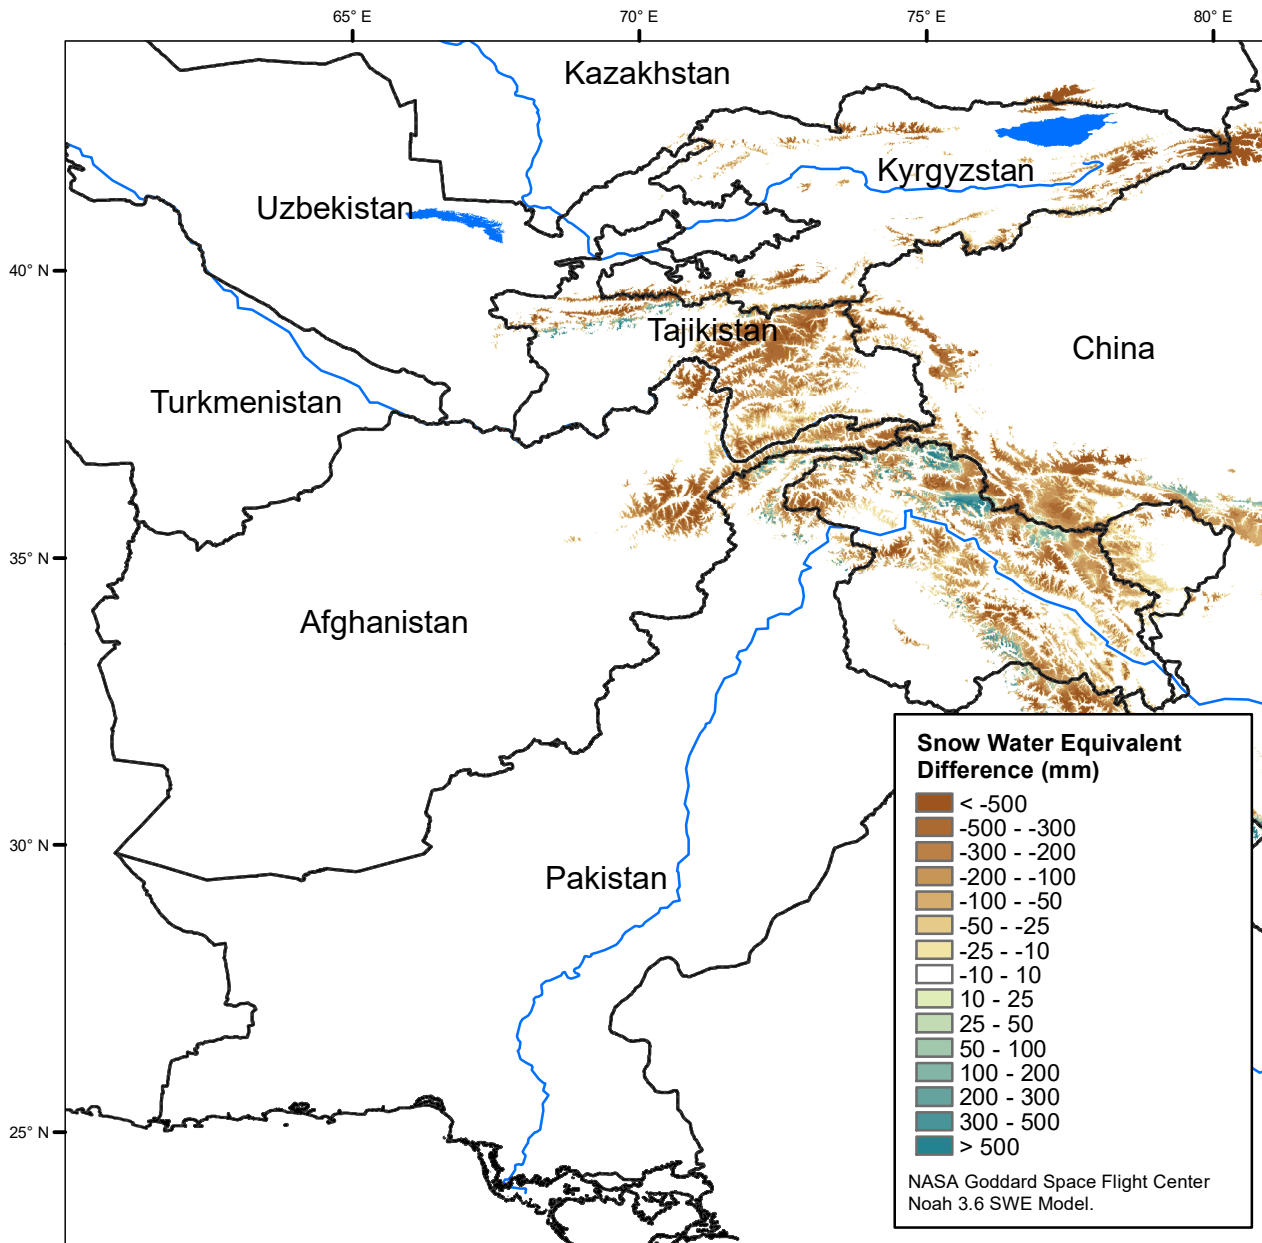 65° E
70° E
75° E
80° E
Kazakhstan
Kyrgyzstan
Uzbekistan
40° N
Tajikistan
China
Turkmenistan
35° N
Afghanistan
30° N
Pakistan
25° N
Snow Water Equivalent
Difference (mm)
< -500
-500 - -300
-300 - -200
-200 - -100
-100 - -50
-50 - -25
-25 - -10
-10 - 10
10 - 25
25 - 50
50 - 100
100 - 200
200 - 300
300 - 500
> 500
NASA Goddard Space Flight Center
Noah 3.6 SWE Model.